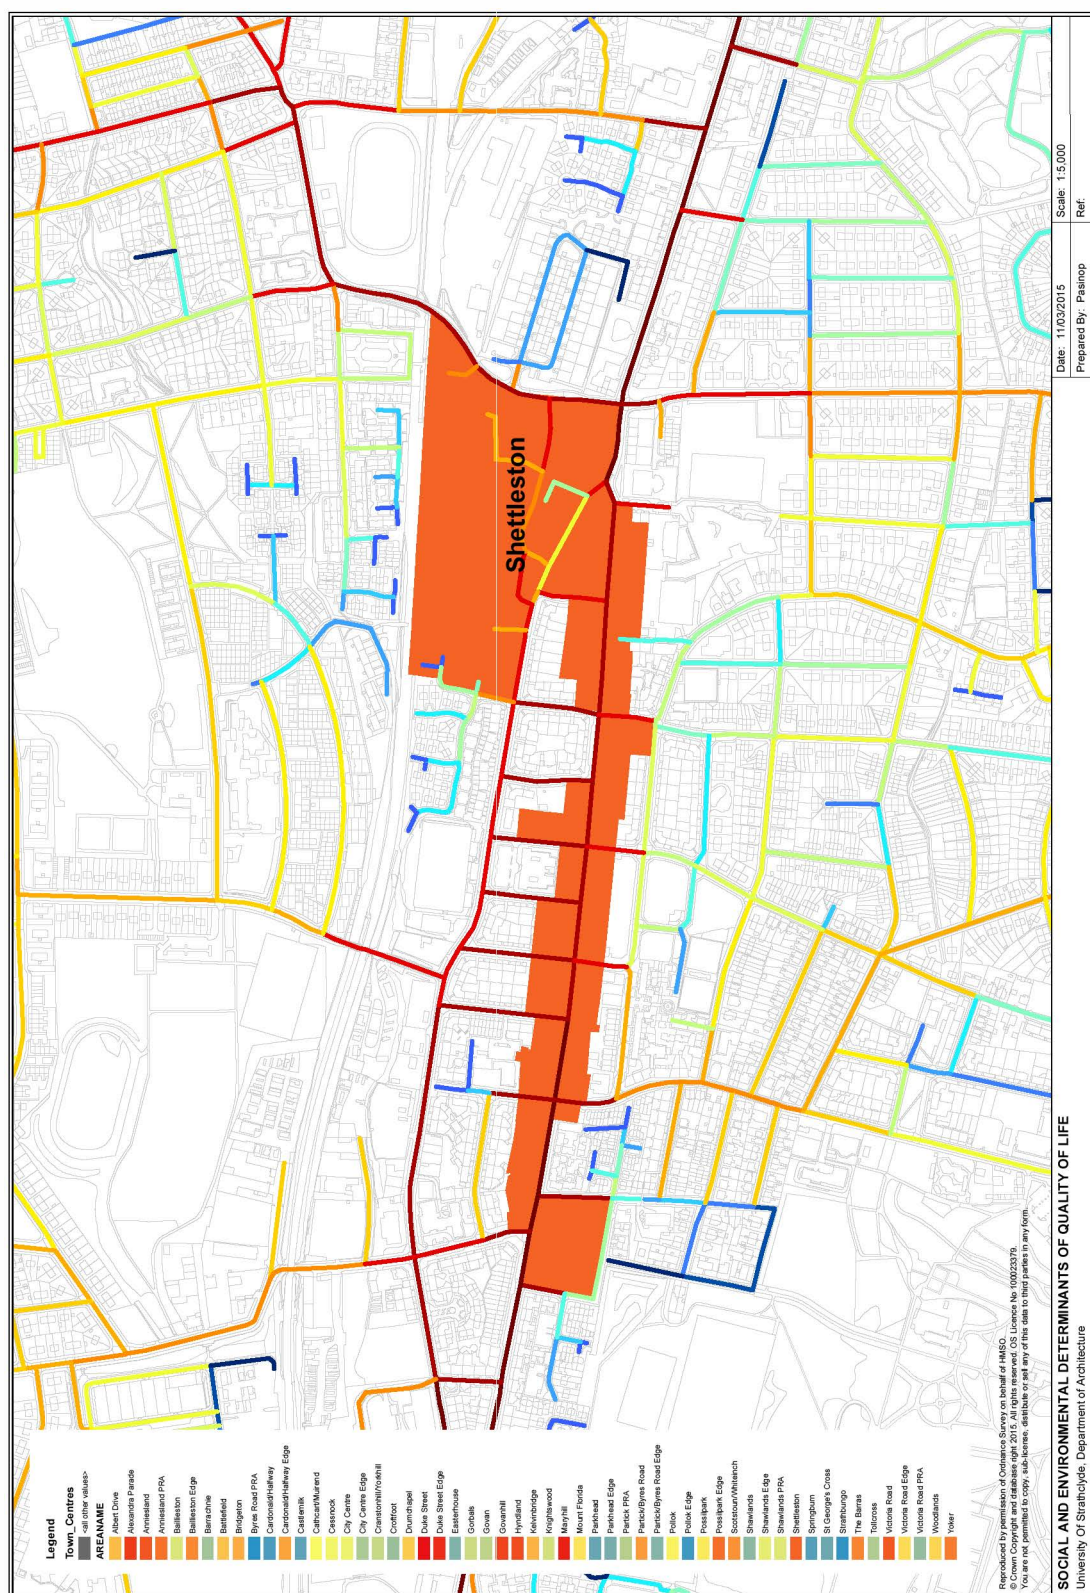 Shettleston
Legend
Town_Centres
<all other values>
AREANAME
Albert Drive
Alexandra Parade
Anniesland
Anniesland PRA
Baillieston
Baillieston Edge
Barrachnie
Battlefield
Bridgeton
Byres Road PRA
Cardonald/Halfway
Cardonald/Halfway Edge
Castlemilk
Cathcart/Muirend
Cessnock
City Centre
City Centre Edge
Cranstonhill/Yorkhill
Croftfoot
Drumchapel
Duke Street
Duke Street Edge
Easterhouse
Gorbals
Govan
Govanhill
Hyndland
Kelvinbridge
Knightswood
Maryhill
Mount Florida
Parkhead
Parkhead Edge
Partick PRA
Partick/Byres Road
Partick/Byres Road Edge
Pollok
Pollok Edge
Possilpark
Possilpark Edge
Scotstoun/Whiteinch
Shawlands
Shawlands Edge
Shawlands PRA
Shettleston
Springburn
St George's Cross
Strathbungo
The Barras
Tollcross
Victoria Road
Victoria Road Edge
Victoria Road PRA
Woodlands
Yoker
Reproduced by permission of Ordnance Survey on behalf of HMSO.
© Crown Copyright and database right 2015. All rights reserved. OS Licence No 100023379.
You are not permitted to copy, sub-license, distribute or sell any of this data to third parties in any form.
SOCIAL AND ENVIRONMENTAL DETERMINANTS OF QUALITY OF LIFE
University Of Strathclyde, Department of Architecture
Date: 11/03/2015
Scale: 1:5,000
Prepared By: Pasinop
Ref: